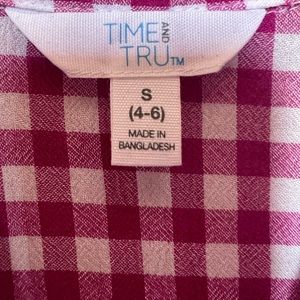 TIME AND
TRU™
S
(4-6)
MADE IN
BANGLADESH